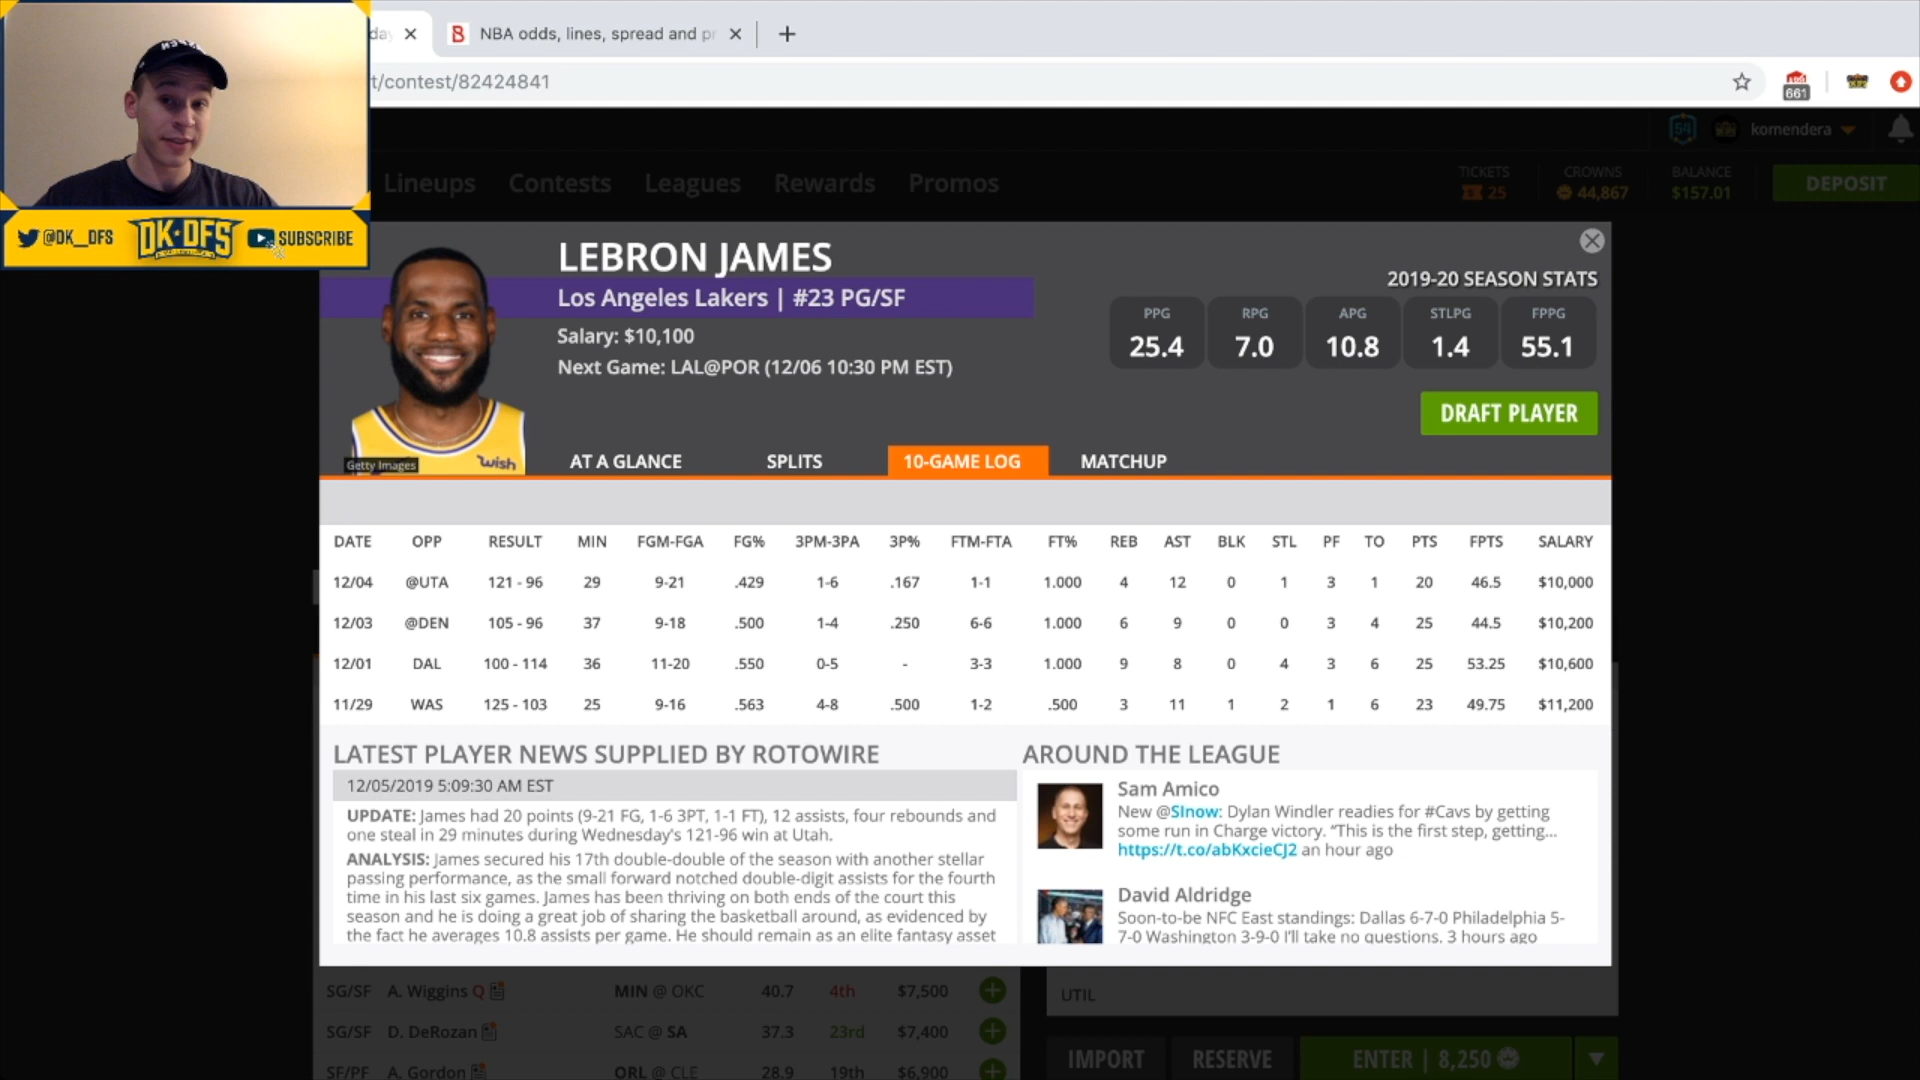 NBA odds, lines, spread and pr
t/contest/82424841
661
54
komendera
Lineups Contests Leagues Rewards Promos
TICKETS
25
CROWNS
44,867
BALANCE
$157.01
DEPOSIT
@DK__DFS
DK★DFS
SUBSCRIBE
LEBRON JAMES
Los Angeles Lakers | #23 PG/SF
Salary: $10,100
Next Game: LAL@POR (12/06 10:30 PM EST)
2019-20 SEASON STATS
PPG RPG APG STLPG FPPG
25.4 7.0 10.8 1.4 55.1
DRAFT PLAYER
wish
Getty Images
AT A GLANCE SPLITS 10-GAME LOG MATCHUP
DATE OPP RESULT MIN FGM-FGA FG% 3PM-3PA 3P% FTM-FTA FT% REB AST BLK STL PF TO PTS FPTS SALARY
12/04 @UTA 121 - 96 29 9-21 .429 1-6 .167 1-1 1.000 4 12 0 1 3 1 20 46.5 $10,000
12/03 @DEN 105 - 96 37 9-18 .500 1-4 .250 6-6 1.000 6 9 0 0 3 4 25 44.5 $10,200
12/01 DAL 100 - 114 36 11-20 .550 0-5 - 3-3 1.000 9 8 0 4 3 6 25 53.25 $10,600
11/29 WAS 125 - 103 25 9-16 .563 4-8 .500 1-2 .500 3 11 1 2 1 6 23 49.75 $11,200
LATEST PLAYER NEWS SUPPLIED BY ROTOWIRE
12/05/2019 5:09:30 AM EST
UPDATE: James had 20 points (9-21 FG, 1-6 3PT, 1-1 FT), 12 assists, four rebounds and
one steal in 29 minutes during Wednesday's 121-96 win at Utah.
ANALYSIS: James secured his 17th double-double of the season with another stellar
passing performance, as the small forward notched double-digit assists for the fourth
time in his last six games. James has been thriving on both ends of the court this
season and he is doing a great job of sharing the basketball around, as evidenced by
the fact he averages 10.8 assists per game. He should remain as an elite fantasy asset
AROUND THE LEAGUE
Sam Amico
New @SInow: Dylan Windler readies for #Cavs by getting
some run in Charge victory. “This is the first step, getting...
https://t.co/abKxcieCJ2 an hour ago
David Aldridge
Soon-to-be NFC East standings: Dallas 6-7-0 Philadelphia 5-
7-0 Washington 3-9-0 I'll take no questions. 3 hours ago
SG/SF A. Wiggins Q MIN @ OKC 40.7 4th $7,500
SG/SF D. DeRozan SAC @ SA 37.3 23rd $7,400
SF/PF A. Gordon ORL @ CLE 28.9 19th $6,900
UTIL
IMPORT RESERVE ENTER | 8,250